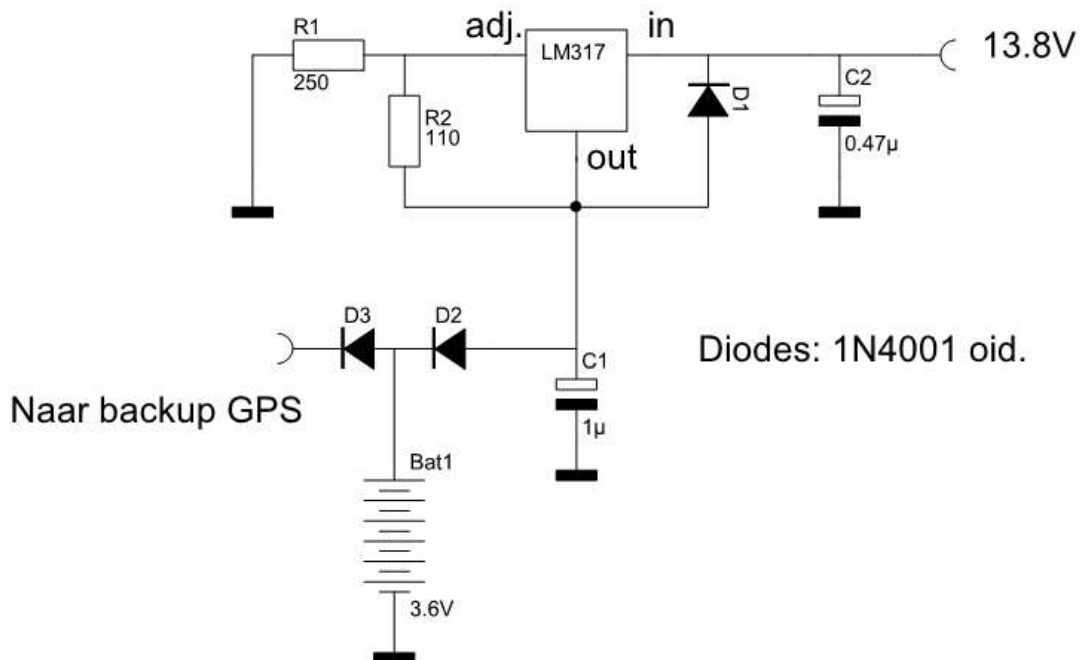 R1
250
adj.
LM317
in
13.8V
R2
110
D1
C2
0.47µ
out
D3
D2
C1
1µ
Diodes: 1N4001 oid.
Naar backup GPS
Bat1
3.6V